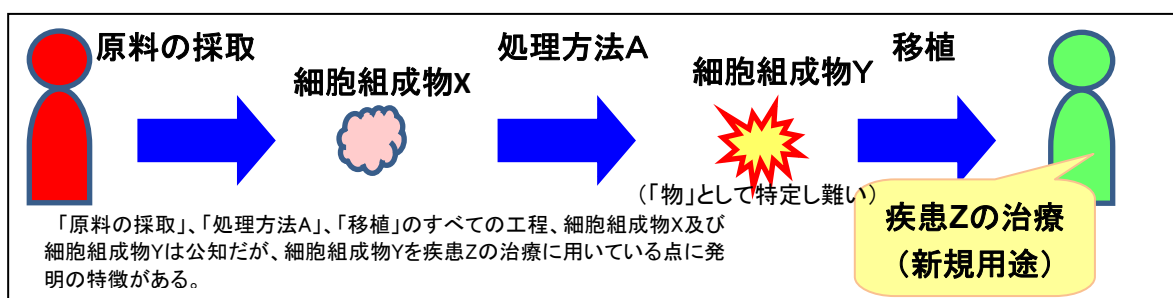 原料の採取
細胞組成物X
処理方法A
細胞組成物Y
(「物」として特定し難い)
移植
疾患Zの治療
(新規用途)
「原料の採取」、「処理方法A」、「移植」のすべての工程、細胞組成物X及び
細胞組成物Yは公知だが、細胞組成物Yを疾患Zの治療に用いている点に発
明の特徴がある。